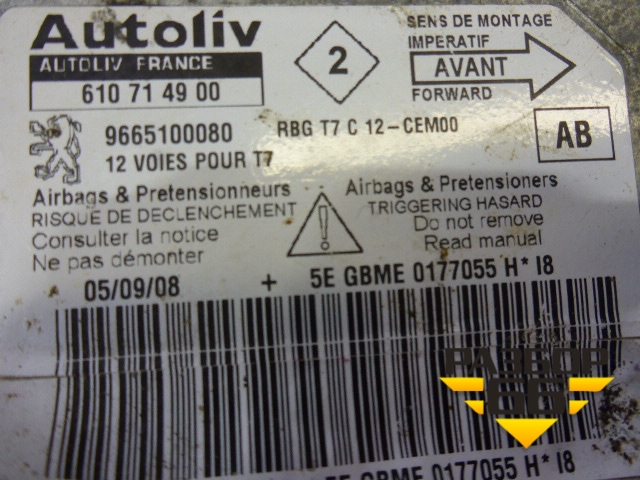 Autoliv
AUTOLIV FRANCE
610 71 49 00
2
SENS DE MONTAGE
IMPERATIF
AVANT
FORWARD
9665100080
RBG T7 C 12-CEM00
12 VOIES POUR T7
AB
Airbags & Pretensionneurs
RISQUE DE DECLENCHEMENT
Consulter la notice
Ne pas démonter
!
Airbags & Pretensioners
TRIGGERING HASARD
Do not remove
Read manual
A 05/09/08 + 5E GBME 0177055 H* I8
РАЗБОР
66
5E GBME 0177055 H* I8